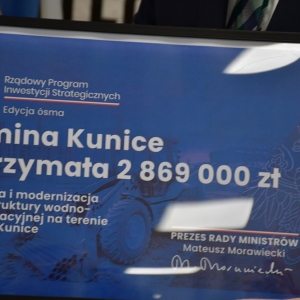 Rządowy Program
Inwestycji Strategicznych
Edycja ósma
mina Kunice
rzymała 2 869 000 zł
a i modernizacja
ruktury wodno-
acyjnej na terenie
Kunice
PREZES RADY MINISTRÓW
Mateusz Morawiecki